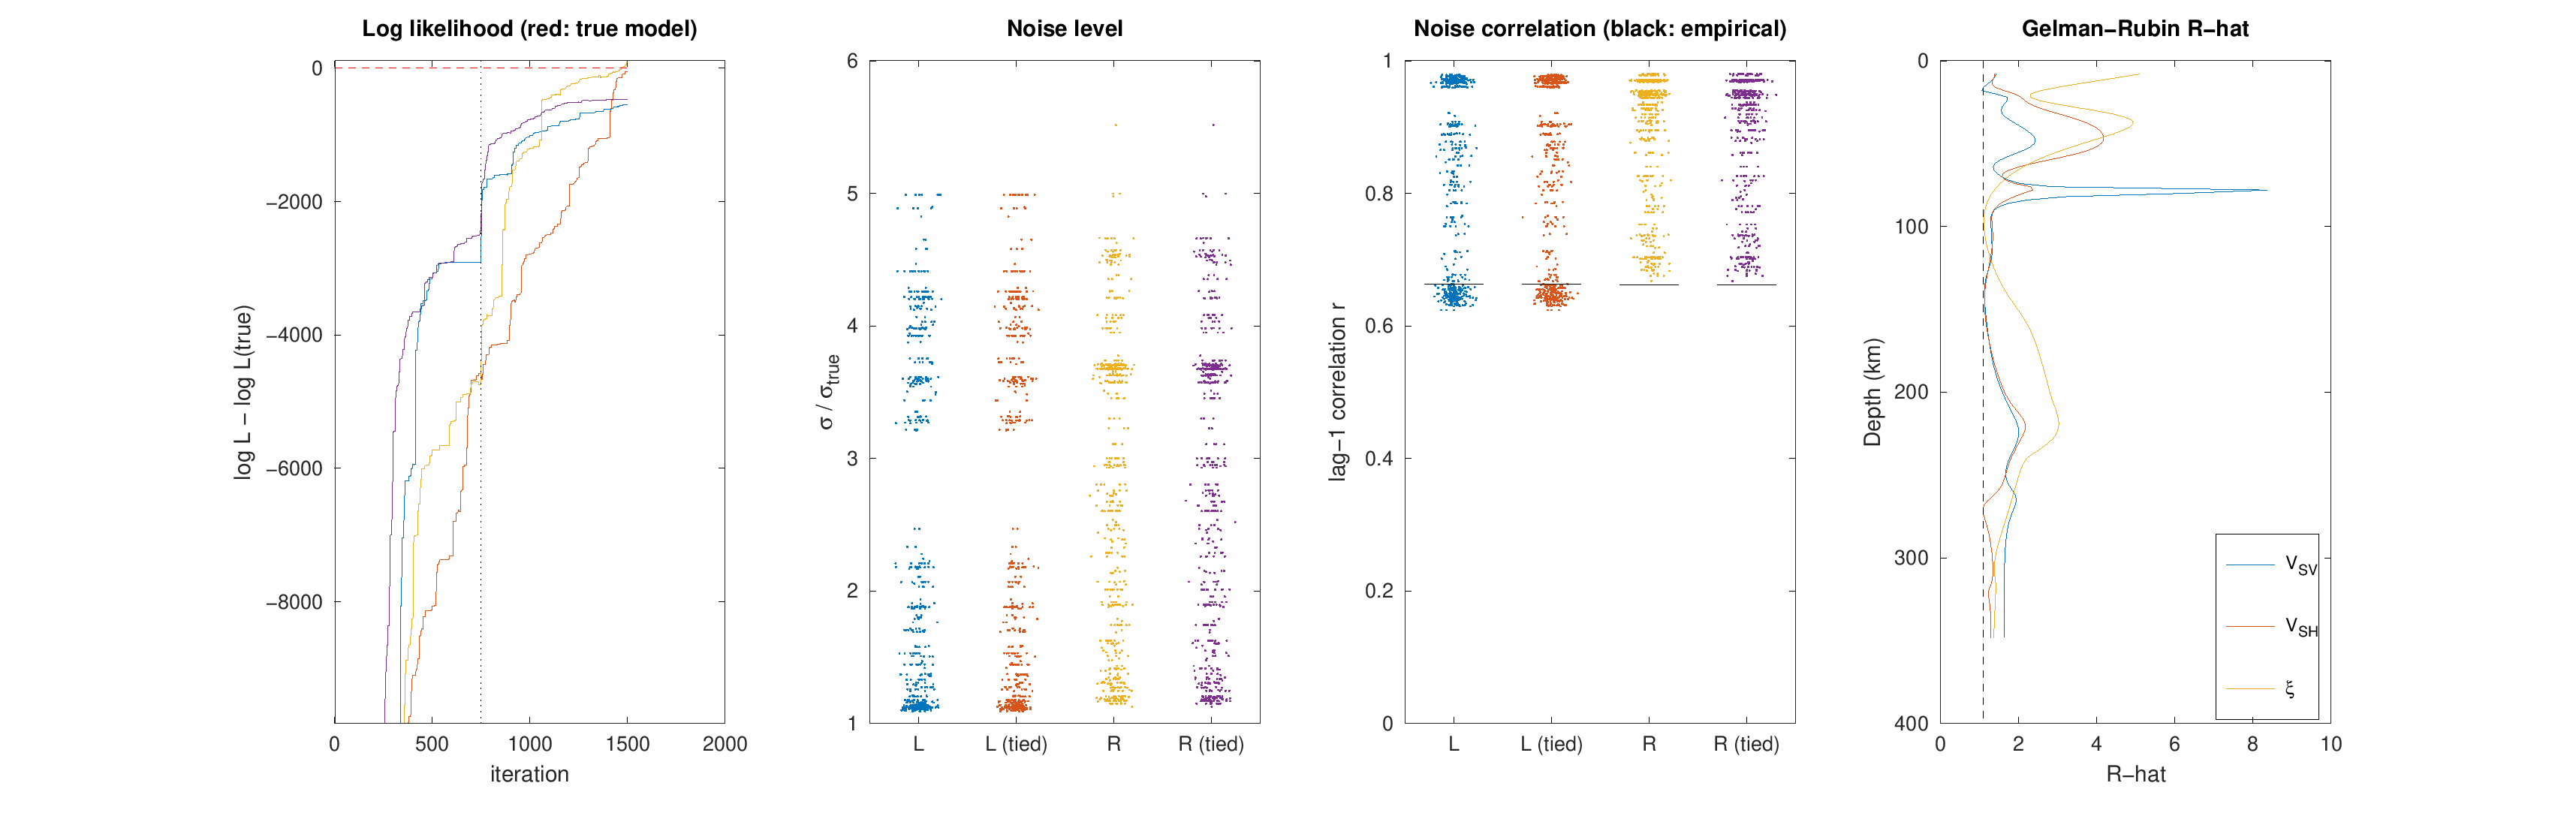 Log likelihood (red: true model)
0
−2000
−4000
−6000
−8000
log L − log L(true)
0 500 1000 1500 2000
iteration
Noise level
6
5
4
3
2
1
σ / σtrue
L L (tied) R R (tied)
Noise correlation (black: empirical)
1
0.8
0.6
0.4
0.2
0
lag−1 correlation r
L L (tied) R R (tied)
Gelman−Rubin R−hat
0
100
200
300
400
Depth (km)
VSV
VSH
ξ
0 2 4 6 8 10
R−hat